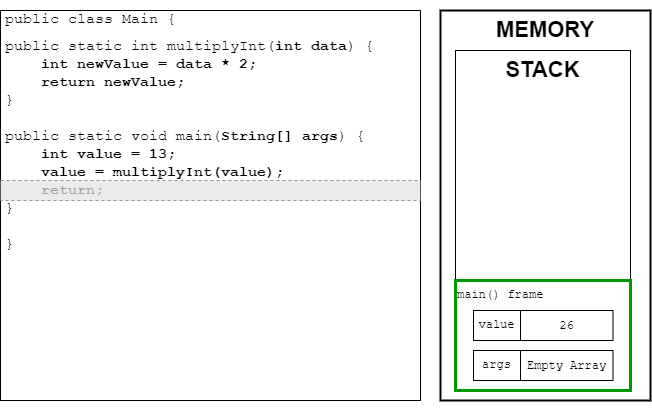 public class Main {
public static int multiplyInt(int data) {
    int newValue = data * 2;
    return newValue;
}
public static void main(String[] args) {
    int value = 13;
    value = multiplyInt(value);
    return;
}
}
MEMORY
STACK
main() frame
value 26
args Empty Array